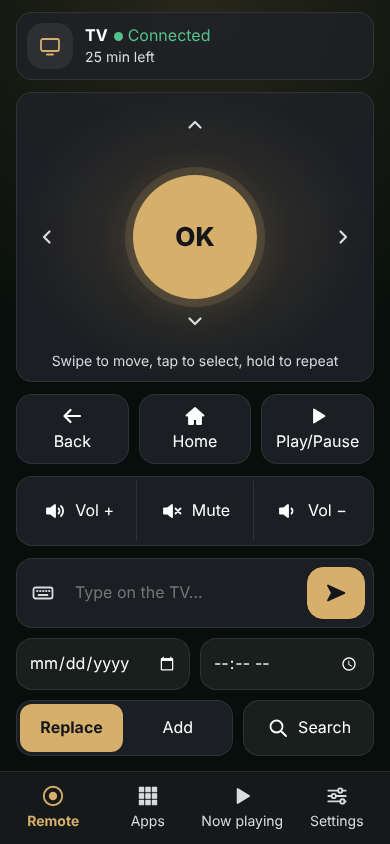 TV Connected
25 min left
OK
Swipe to move, tap to select, hold to repeat
Back Home Play/Pause
Vol + Mute Vol −
Type on the TV...
mm/dd/yyyy --:-- --
Replace Add Search
Remote Apps Now playing Settings